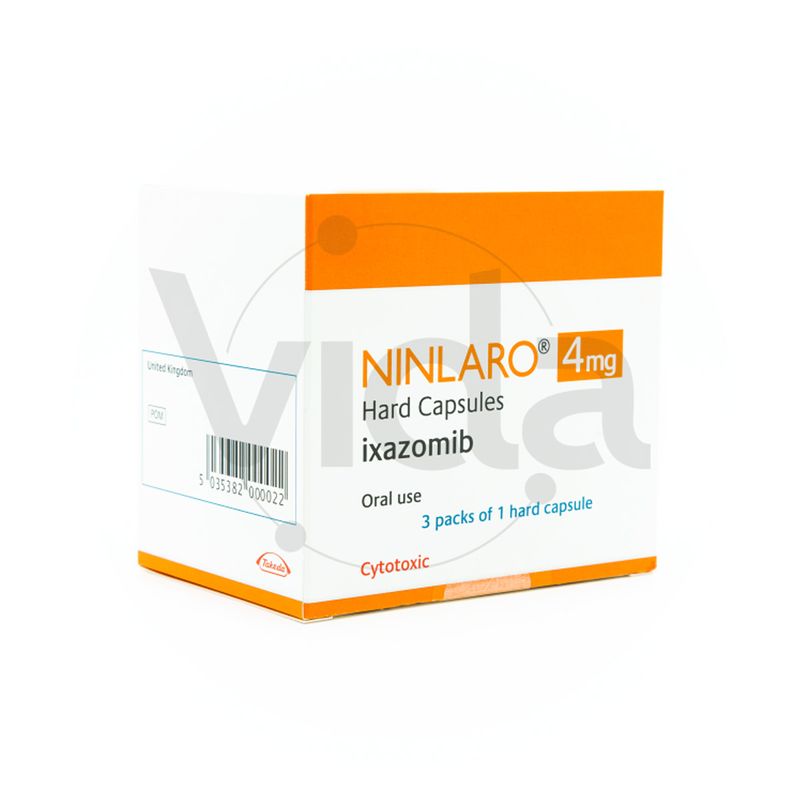 Vida
NINLARO® 4mg
Hard Capsules
ixazomib
Oral use
3 packs of 1 hard capsule
Cytotoxic
United Kingdom
POM
5 035382 000022
Takeda